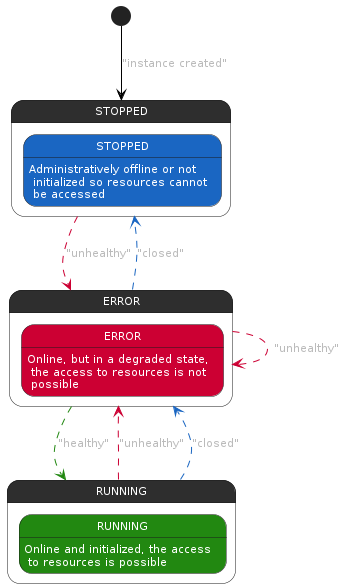 "instance created"
STOPPED
STOPPED
Administratively offline or not
initialized so resources cannot
be accessed
"unhealthy" "closed"
ERROR
ERROR
Online, but in a degraded state,
the access to resources is not
possible
"unhealthy"
"healthy" "unhealthy" "closed"
RUNNING
RUNNING
Online and initialized, the access
to resources is possible